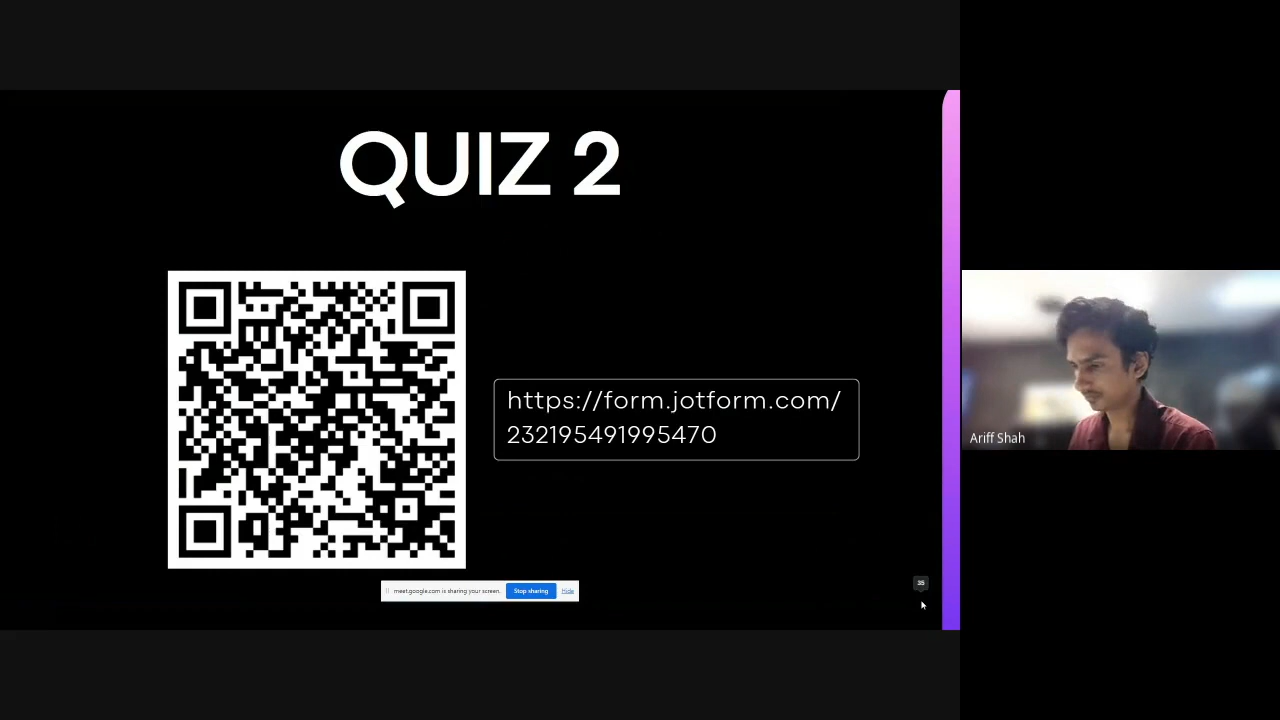 QUIZ 2
https://form.jotform.com/
232195491995470
meet.google.com is sharing your screen.
Stop sharing
Hide
35
Ariff Shah